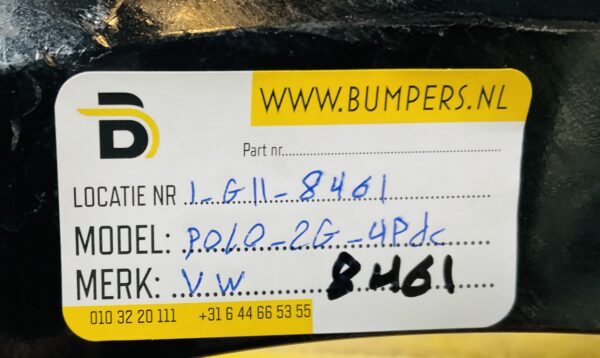 B
WWW.BUMPERS.NL
Part nr.
LOCATIE NR 1-G11-8461
MODEL: POLO-2G-4Pdc
MERK: VW 8461
010 32 20 111 +31 6 44 66 53 55